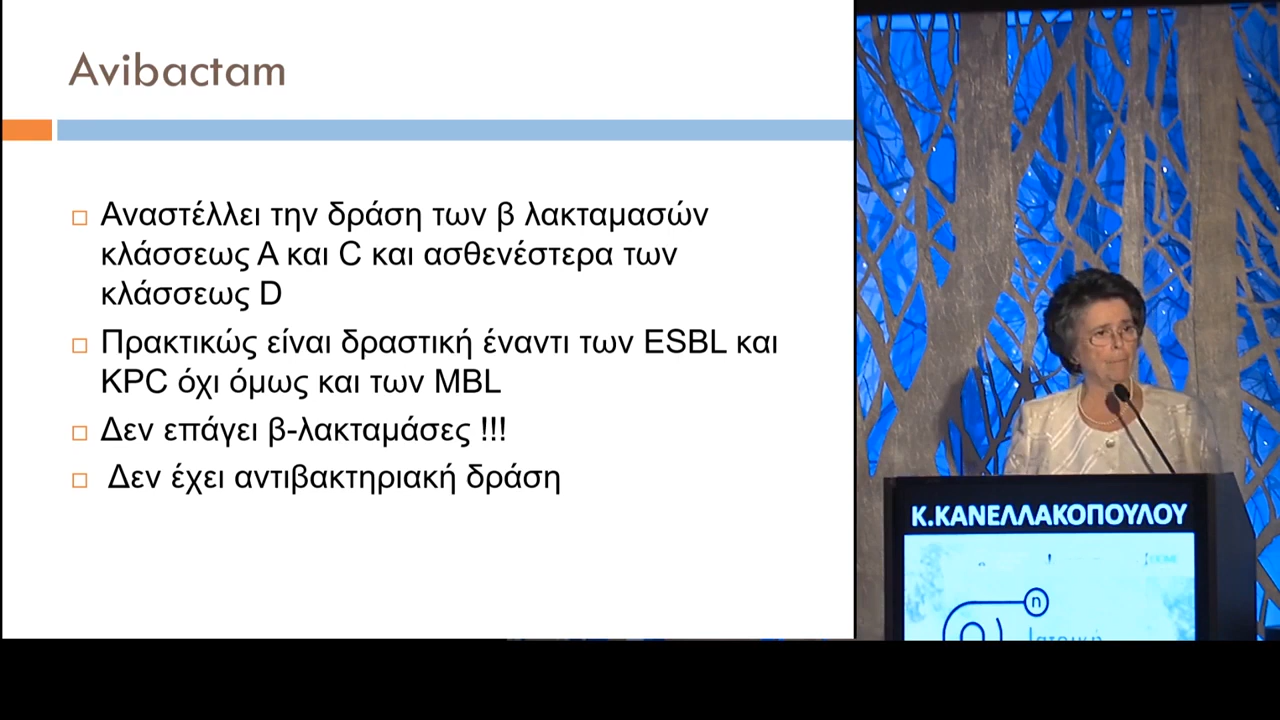 Avibactam
Αναστέλλει την δράση των β λακταμασών
κλάσσεως Α και C και ασθενέστερα των
κλάσσεως D
Πρακτικώς είναι δραστική έναντι των ESBL και
KPC όχι όμως και των MBL
Δεν επάγει β-λακταμάσες !!!
Δεν έχει αντιβακτηριακή δράση
Κ.ΚΑΝΕΛΛΑΚΟΠΟΥΛΟΥ
η